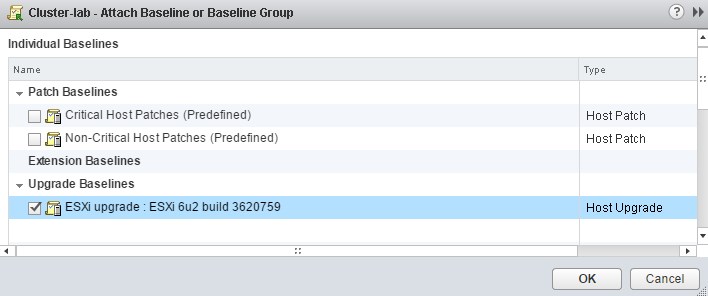 Cluster-lab - Attach Baseline or Baseline Group
Individual Baselines
Name Type
Patch Baselines
Critical Host Patches (Predefined) Host Patch
Non-Critical Host Patches (Predefined) Host Patch
Extension Baselines
Upgrade Baselines
ESXi upgrade : ESXi 6u2 build 3620759 Host Upgrade
OK Cancel